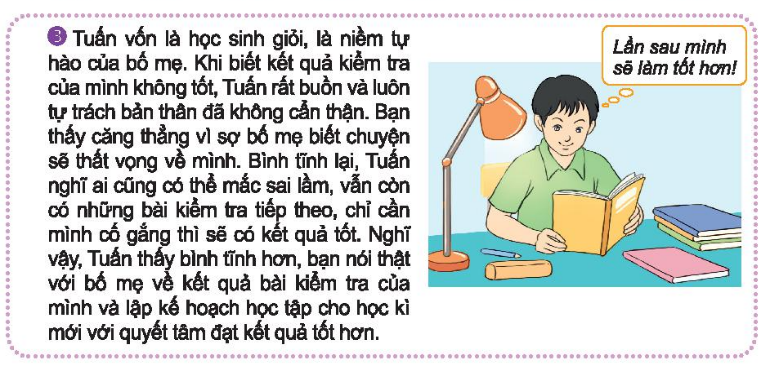 3 Tuấn vốn là học sinh giỏi, là niềm tự
hào của bố mẹ. Khi biết kết quả kiểm tra
của mình không tốt, Tuấn rất buồn và luôn
tự trách bản thân đã không cẩn thận. Bạn
thấy căng thẳng vì sợ bố mẹ biết chuyện
sẽ thất vọng về mình. Bình tĩnh lại, Tuấn
nghĩ ai cũng có thể mắc sai lầm, vẫn còn
có những bài kiểm tra tiếp theo, chỉ cần
mình cố gắng thì sẽ có kết quả tốt. Nghĩ
vậy, Tuấn thấy bình tĩnh hơn, bạn nói thật
với bố mẹ về kết quả bài kiểm tra của
mình và lập kế hoạch học tập cho học kì
mới với quyết tâm đạt kết quả tốt hơn.
Lần sau mình
sẽ làm tốt hơn!